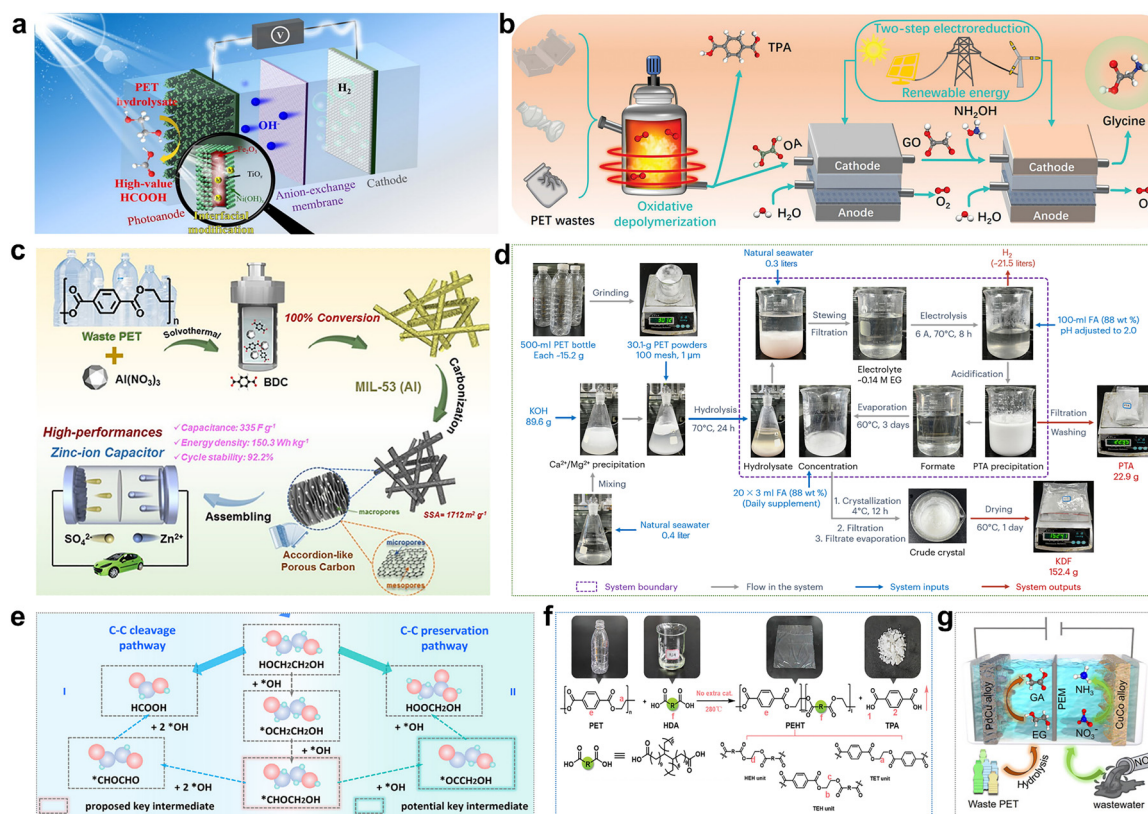 a
V
PET
hydrolysate
OH-
H2
High-value
HCOOH
Photoanode
TiOx
Interfacial
modification
Anion-exchange
membrane
Cathode
b
PET wastes
Oxidative
depolymerization
TPA
Two-step electroreduction
Renewable energy
OA
GO
NH2OH
Glycine
Cathode
Anode
H2O
O2
Cathode
Anode
H2O
c
Waste PET
+
Al(NO3)3
n
Solvothermal
BDC
100% Conversion
MIL-53 (Al)
Carbonization
High-performances
Zinc-ion Capacitor
✓Capacitance: 335 F g-1
✓Energy density: 150.3 Wh kg-1
✓Cycle stability: 92.2%
SO4 2-
Zn2+
Assembling
macropores
SSA= 1712 m2 g-1
Accordion-like
Porous Carbon
micropores
mesopores
d
500-ml PET bottle
Each ~15.2 g
Grinding
30.1-g PET powders
100 mesh, 1 μm
KOH
89.6 g
Ca2+/Mg2+ precipitation
Mixing
Natural seawater
0.4 liter
Hydrolysis
70°C, 24 h
Natural seawater
0.3 liters
Stewing
Filtration
Electrolyte
~0.14 M EG
Electrolysis
6 A, 70°C, 8 h
H2
(~21.5 liters)
100-ml FA (88 wt %)
pH adjusted to 2.0
Acidification
Hydrolysate
Concentration
Evaporation
60°C, 3 days
Formate
PTA precipitation
Filtration
Washing
PTA
22.9 g
20 × 3 ml FA (88 wt %)
(Daily supplement)
1. Crystallization
4°C, 12 h
2. Filtration
3. Filtrate evaporation
Crude crystal
Drying
60°C, 1 day
KDF
152.4 g
System boundary
Flow in the system
System inputs
System outputs
e
C-C cleavage
pathway
C-C preservation
pathway
I
II
HOCH2CH2OH
+ *OH
HCOOH
HOOCH2OH
+ 2 *OH
*OCH2CH2OH
+ *OH
+ *OH
*CHOCHO
+ 2 *OH
*CHOCH2OH
+ *OH
*OCCH2OH
proposed key intermediate
potential key intermediate
f
PET
+
HDA
No extra cat.
280°C
PEHT
+
TPA
e
a
R
f
e
R
f
1
2
n
R
HO
OH
HEH unit
d
TET unit
TEH unit
b
c
g
PdCu alloy
GA
EG
PEM
NH3
NO3-
CuCo alloy
Hydrolysis
Waste PET
wastewater